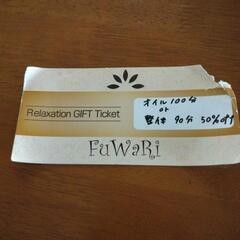 Relaxation GIFT Ticket
オイル100分
or
整体 90分 50%off
FuWaRi